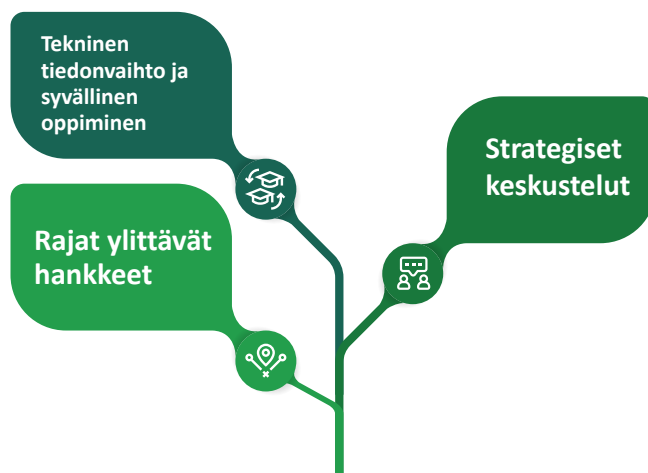 Tekninen
tiedonvaihto ja
syvällinen
oppiminen
Strategiset
keskustelut
Rajat ylittävät
hankkeet